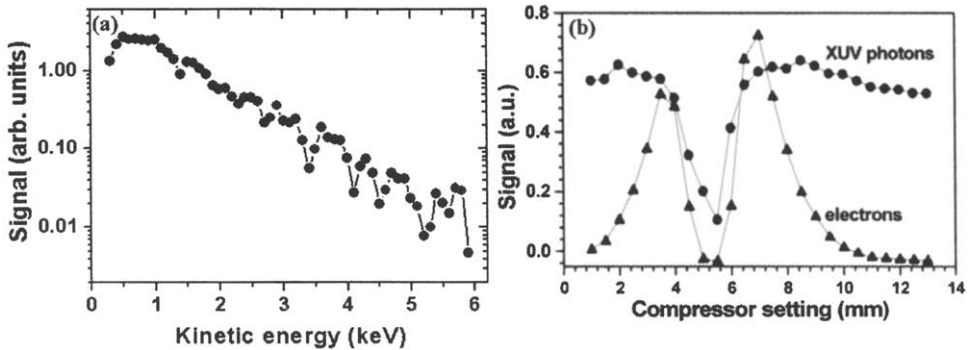 (a)
Signal (arb. units)
1.00
0.10
0.01
0 1 2 3 4 5 6
Kinetic energy (keV)
(b)
XUV photons
electrons
Signal (a.u.)
0.8
0.6
0.4
0.2
0.0
0 2 4 6 8 10 12 14
Compressor setting (mm)